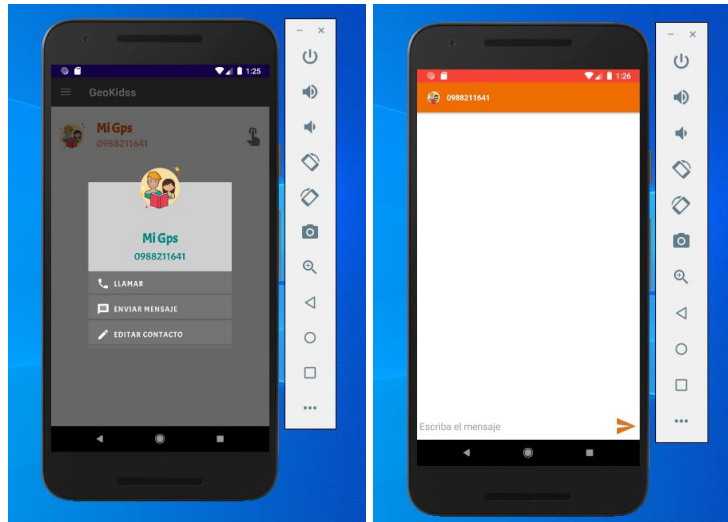 1:25
GeoKidss
Mi Gps
0988211641
Mi Gps
0988211641
LLAMAR
ENVIAR MENSAJE
EDITAR CONTACTO
1:26
0988211641
Escriba el mensaje